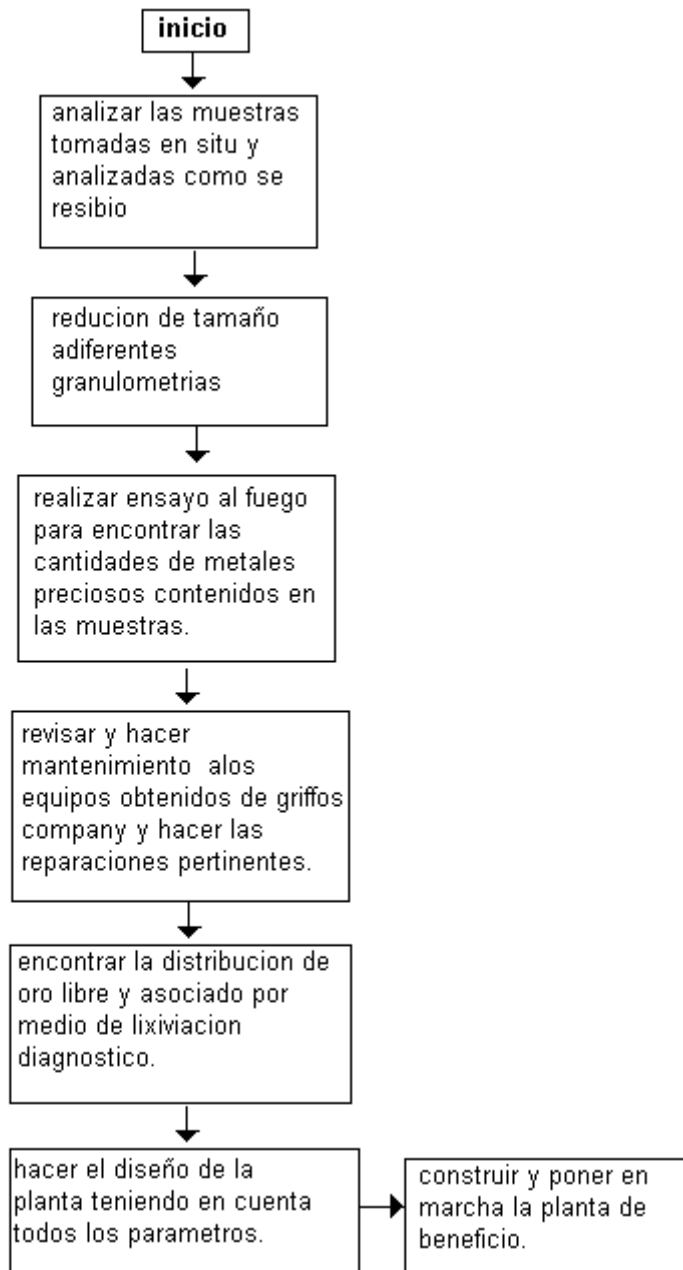 inicio
analizar las muestras
tomadas en situ y
analizadas como se
resibio
reducion de tamaño
adiferentes
granulometrias
realizar ensayo al fuego
para encontrar las
cantidades de metales
preciosos contenidos en
las muestras.
revisar y hacer
mantenimiento alos
equipos obtenidos de griffos
company y hacer las
reparaciones pertinentes.
encontrar la distribucion de
oro libre y asociado por
medio de lixiviacion
diagnostico.
hacer el diseño de la
planta teniendo en cuenta
todos los parametros.
construir y poner en
marcha la planta de
beneficio.